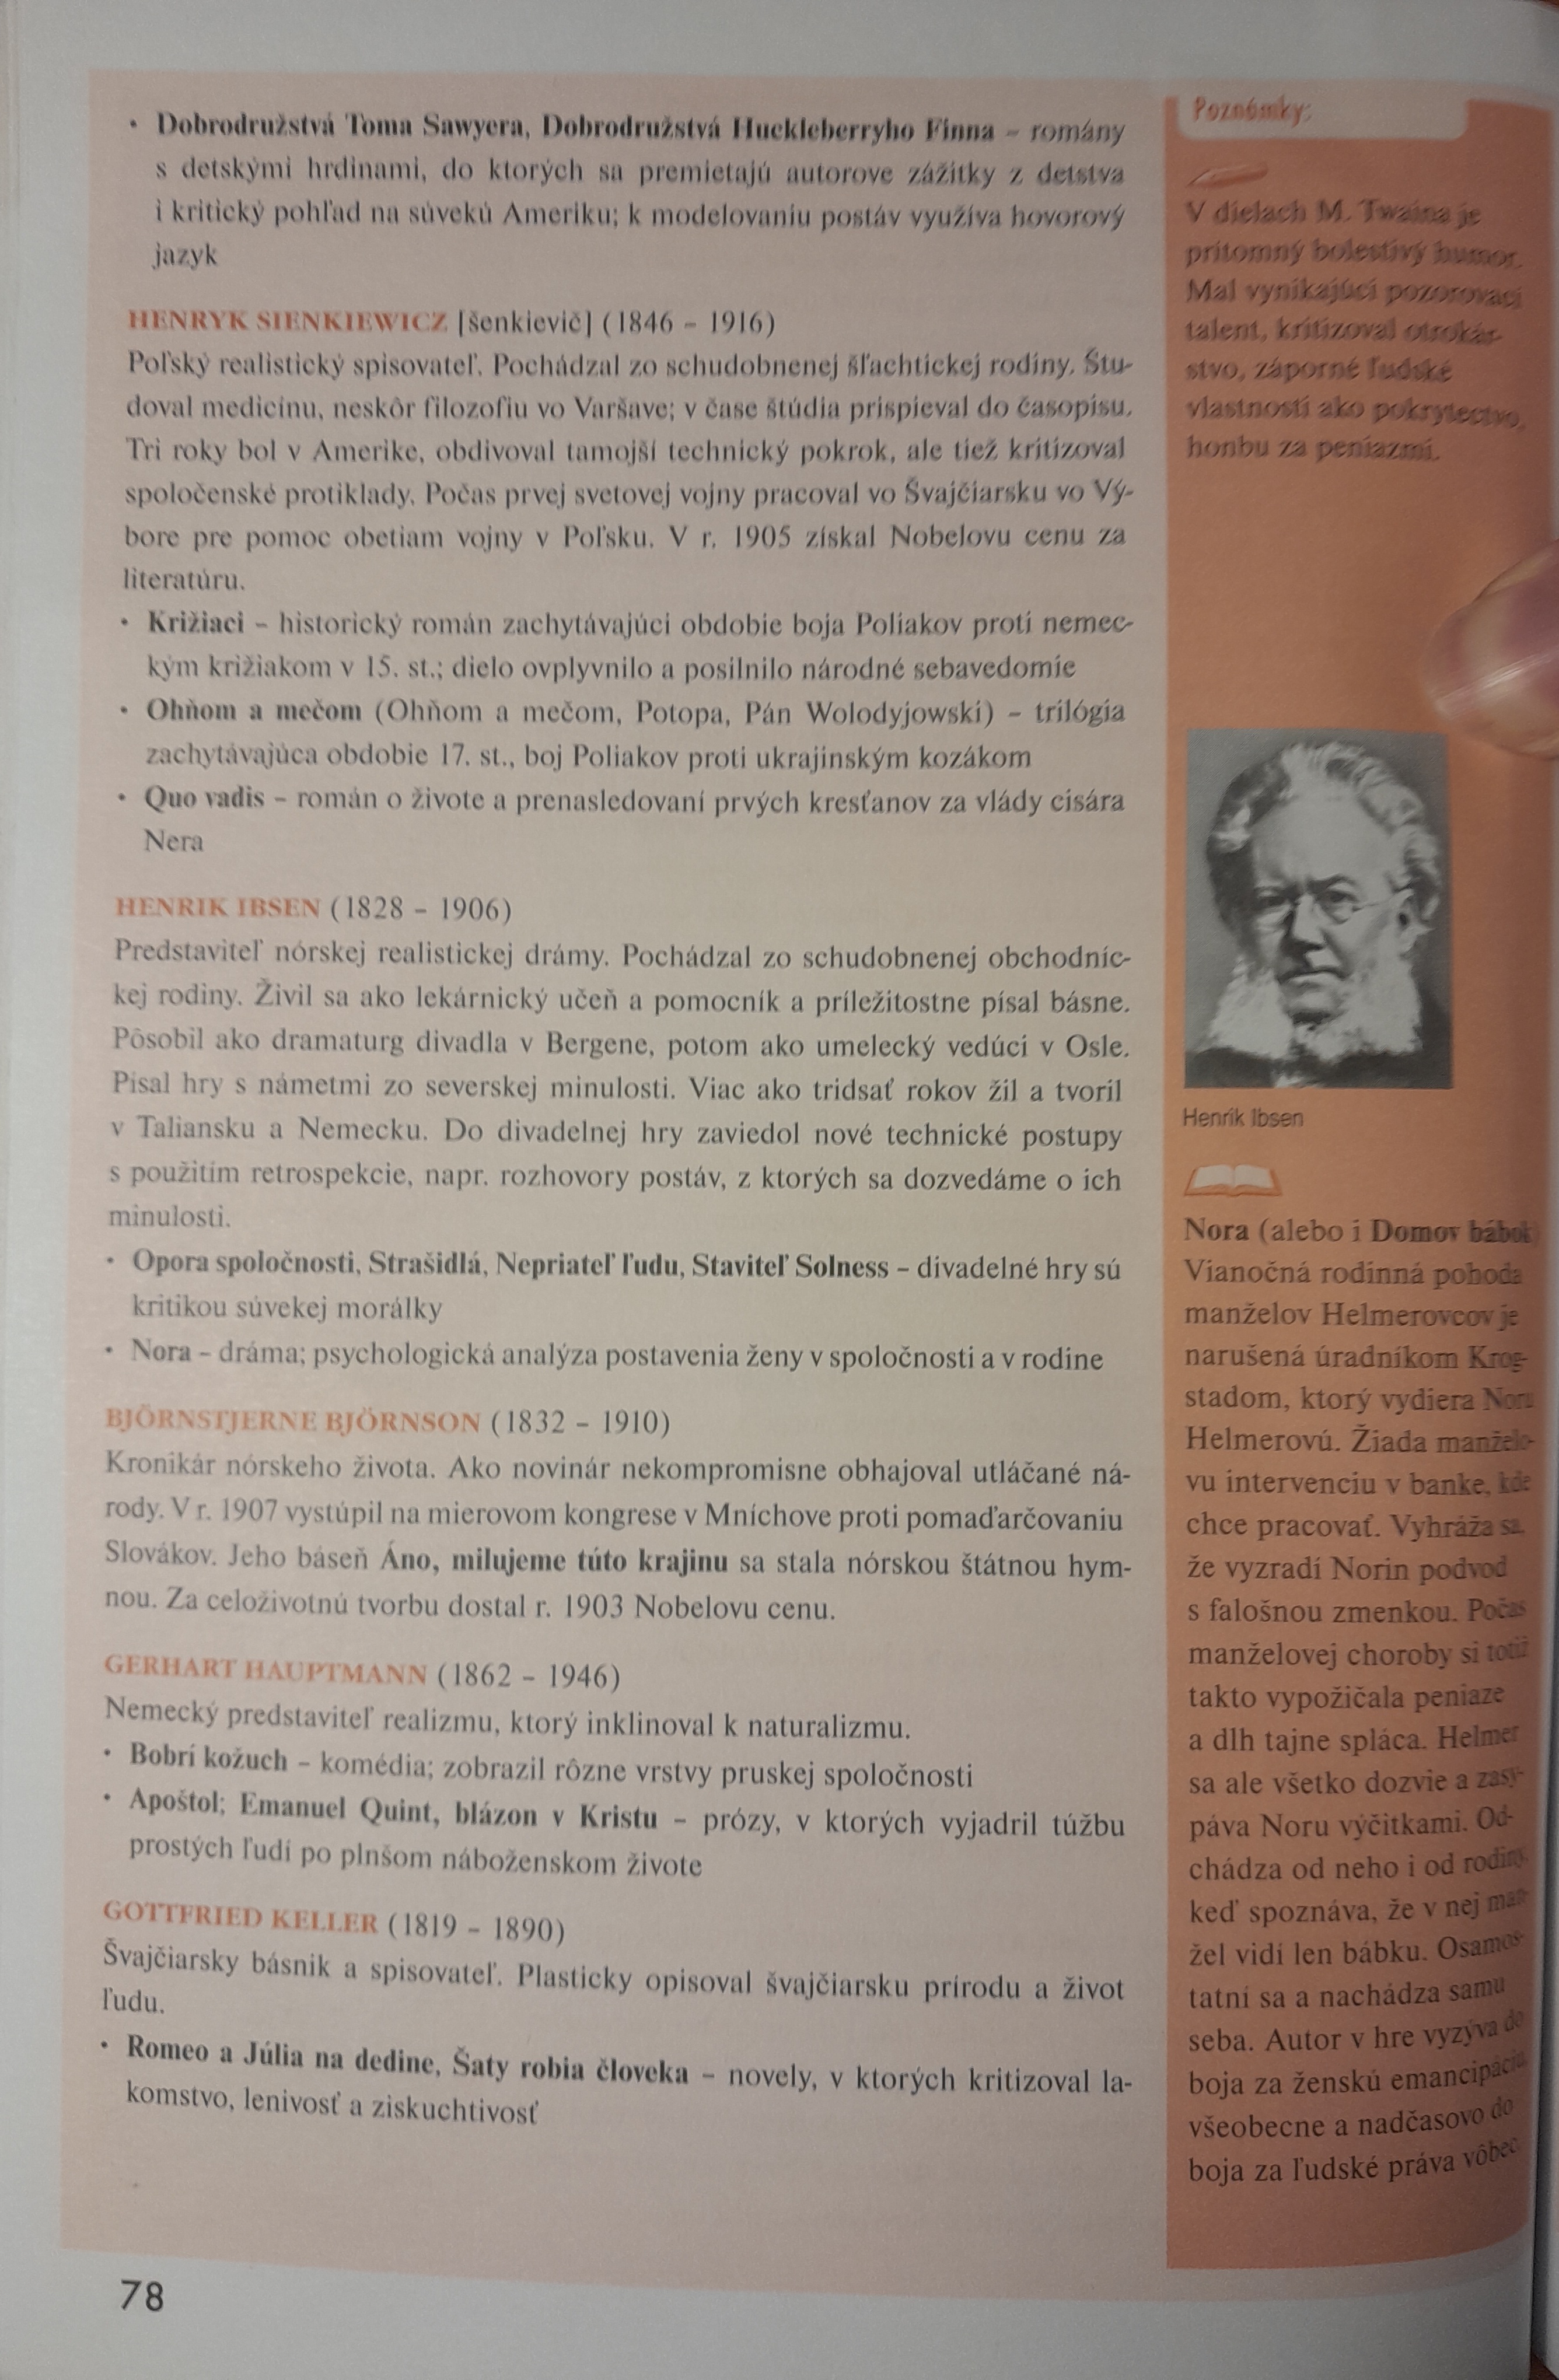 • Dobrodružstvá Toma Sawyera, Dobrodružstvá Huckleberryho Finna – romány
s detskými hrdinami, do ktorých sa premietajú autorove zážitky z detstva
i kritický pohľad na súvekú Ameriku; k modelovaniu postáv využíva hovorový
jazyk
HENRYK SIENKIEWICZ [šenkievič] (1846 – 1916)
Poľský realistický spisovateľ. Pochádzal zo schudobnenej šľachtickej rodiny. Štu-
doval medicínu, neskôr filozofiu vo Varšave; v čase štúdia prispieval do časopisu.
Tri roky bol v Amerike, obdivoval tamojší technický pokrok, ale tiež kritizoval
spoločenské protiklady. Počas prvej svetovej vojny pracoval vo Švajčiarsku vo Vý-
bore pre pomoc obetiam vojny v Poľsku. V r. 1905 získal Nobelovu cenu za
literatúru.
• Križiaci – historický román zachytávajúci obdobie boja Poliakov proti nemec-
kým križiakom v 15. st.; dielo ovplyvnilo a posilnilo národné sebavedomie
• Ohňom a mečom (Ohňom a mečom, Potopa, Pán Wolodyjowski) – trilógia
zachytávajúca obdobie 17. st., boj Poliakov proti ukrajinským kozákom
• Quo vadis – román o živote a prenasledovaní prvých kresťanov za vlády cisára
Nera
HENRIK IBSEN (1828 – 1906)
Predstaviteľ nórskej realistickej drámy. Pochádzal zo schudobnenej obchodníc-
kej rodiny. Živil sa ako lekárnický učeň a pomocník a príležitostne písal básne.
Pôsobil ako dramaturg divadla v Bergene, potom ako umelecký vedúci v Osle.
Písal hry s námetmi zo severskej minulosti. Viac ako tridsať rokov žil a tvoril
v Taliansku a Nemecku. Do divadelnej hry zaviedol nové technické postupy
s použitím retrospekcie, napr. rozhovory postáv, z ktorých sa dozvedáme o ich
minulosti.
• Opora spoločnosti, Strašidlá, Nepriateľ ľudu, Staviteľ Solness – divadelné hry sú
kritikou súvekej morálky
• Nora – dráma; psychologická analýza postavenia ženy v spoločnosti a v rodine
BJÖRNSTJERNE BJÖRNSON (1832 – 1910)
Kronikár nórskeho života. Ako novinár nekompromisne obhajoval utláčané ná-
rody. V r. 1907 vystúpil na mierovom kongrese v Mníchove proti pomaďarčovaniu
Slovákov. Jeho báseň Áno, milujeme túto krajinu sa stala nórskou štátnou hym-
nou. Za celoživotnú tvorbu dostal r. 1903 Nobelovu cenu.
GERHART HAUPTMANN (1862 – 1946)
Nemecký predstaviteľ realizmu, ktorý inklinoval k naturalizmu.
• Bobrí kožuch – komédia; zobrazil rôzne vrstvy pruskej spoločnosti
• Apoštol; Emanuel Quint, blázon v Kristu – prózy, v ktorých vyjadril túžbu
prostých ľudí po plnšom náboženskom živote
GOTTFRIED KELLER (1819 – 1890)
Švajčiarsky básnik a spisovateľ. Plasticky opisoval švajčiarsku prírodu a život
ľudu.
• Romeo a Júlia na dedine, Šaty robia človeka – novely, v ktorých kritizoval la-
komstvo, lenivosť a ziskuchtivosť
78
Poznámky:
V dielach M. Twaina je
prítomný bolestivý humor.
Mal vynikajúci pozorovací
talent, kritizoval otrokár-
stvo, záporné ľudské
vlastnosti ako pokrytectvo,
honbu za peniazmi.
Henrik Ibsen
Nora (alebo i Domov bábok)
Vianočná rodinná pohoda
manželov Helmerovcov je
narušená úradníkom Krog-
stadom, ktorý vydiera Noru
Helmerovú. Žiada manželo-
vu intervenciu v banke, kde
chce pracovať. Vyhráža sa,
že vyzradí Norin podvod
s falošnou zmenkou. Počas
manželovej choroby si totiž
takto vypožičala peniaze
a dlh tajne spláca. Helmer
sa ale všetko dozvie a zasy-
páva Noru výčitkami. Od-
chádza od neho i od rodiny,
keď spoznáva, že v nej man-
žel vidí len bábku. Osamos-
tatní sa a nachádza samu
seba. Autor v hre vyzýva do
boja za ženskú emancipáciu,
všeobecne a nadčasovo do
boja za ľudské práva vôbec.